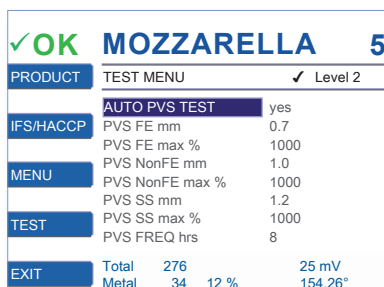 ✓OK MOZZARELLA 5
PRODUCT TEST MENU ✓ Level 2
AUTO PVS TEST yes
IFS/HACCP PVS FE mm 0.7
PVS FE max % 1000
MENU PVS NonFE mm 1.0
PVS NonFE max % 1000
PVS SS mm 1.2
TEST PVS SS max % 1000
PVS FREQ hrs 8
EXIT Total 276 25 mV
Metal 34 12 % 154.26°